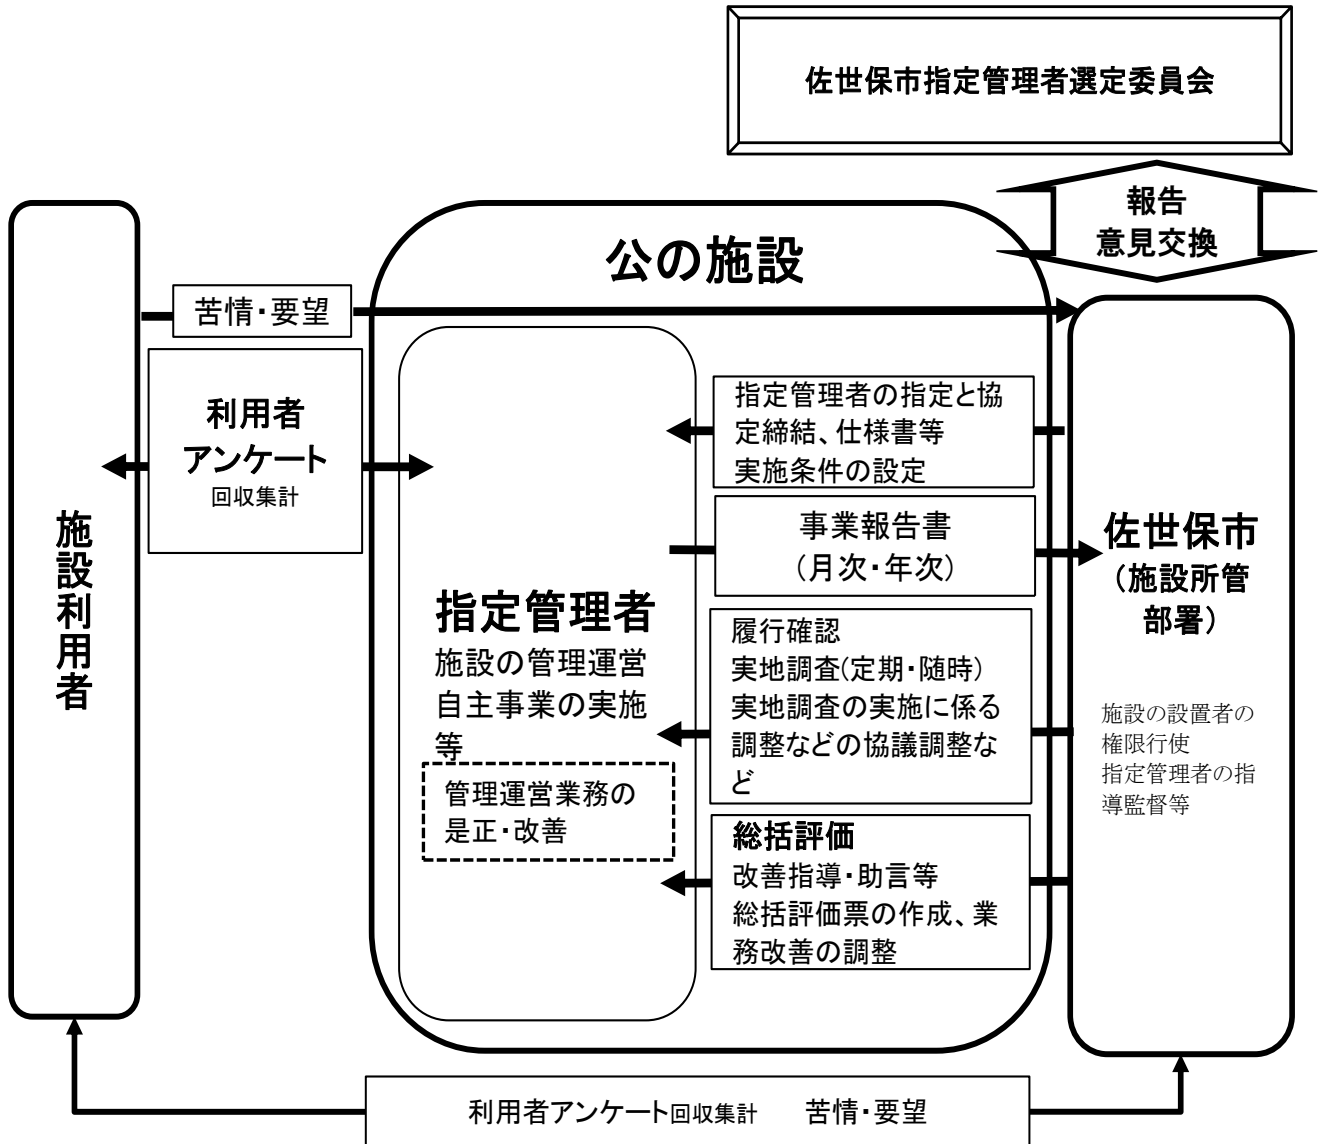 佐世保市指定管理者選定委員会
報告
意見交換
公の施設
苦情・要望
利用者
アンケート
回収集計
施設利用者
指定管理者
施設の管理運営
自主事業の実施
等
管理運営業務の
是正・改善
指定管理者の指定と協
定締結、仕様書等
実施条件の設定
事業報告書
(月次・年次)
履行確認
実地調査(定期・随時)
実地調査の実施に係る
調整などの協議調整な
ど
総括評価
改善指導・助言等
総括評価票の作成、業
務改善の調整
佐世保市
(施設所管
部署)
施設の設置者の
権限行使
指定管理者の指
導監督等
利用者アンケート回収集計 苦情・要望